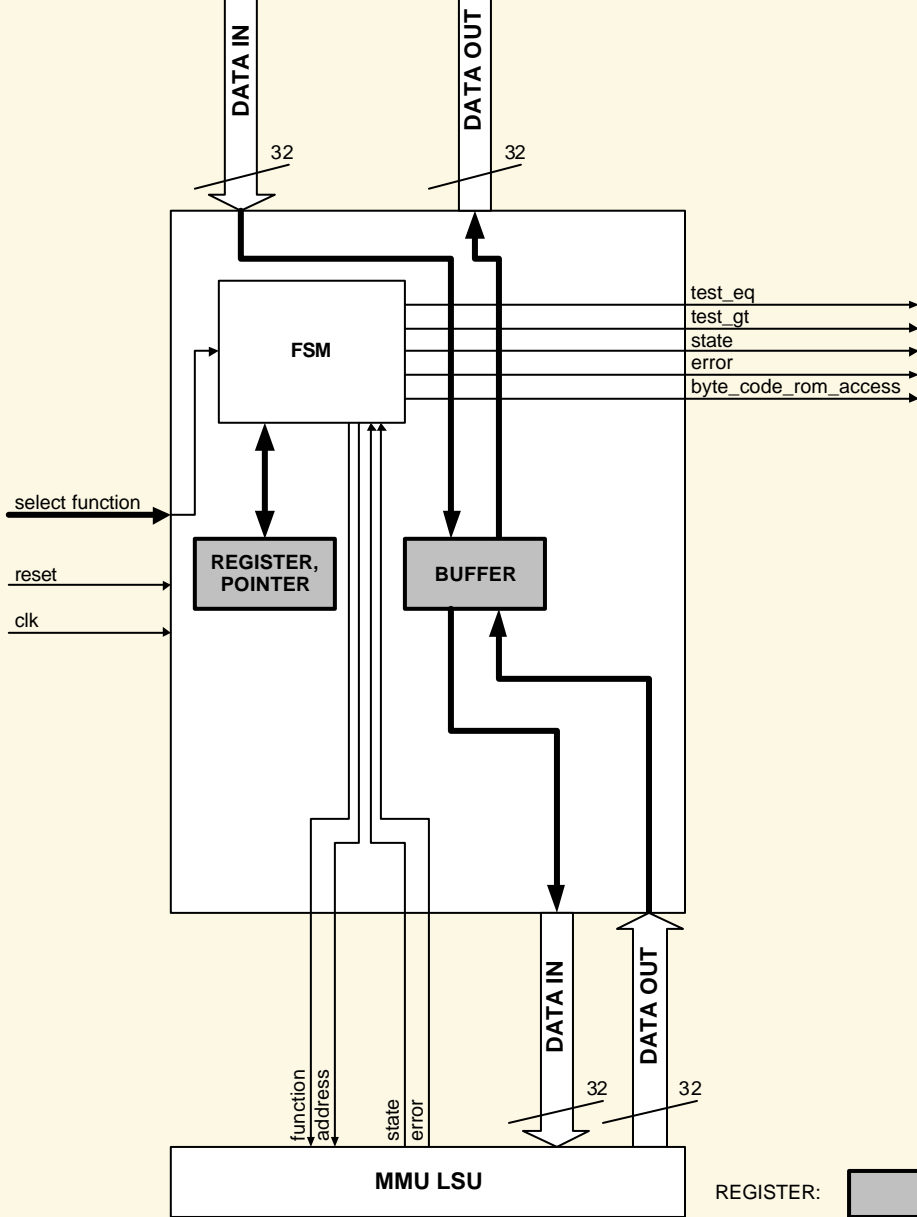 DATA IN
DATA OUT
32
32
test_eq
test_gt
state
error
byte_code_rom_access
FSM
select function
reset
clk
REGISTER,
POINTER
BUFFER
function
address
state
error
DATA IN
DATA OUT
32
32
MMU LSU
REGISTER: